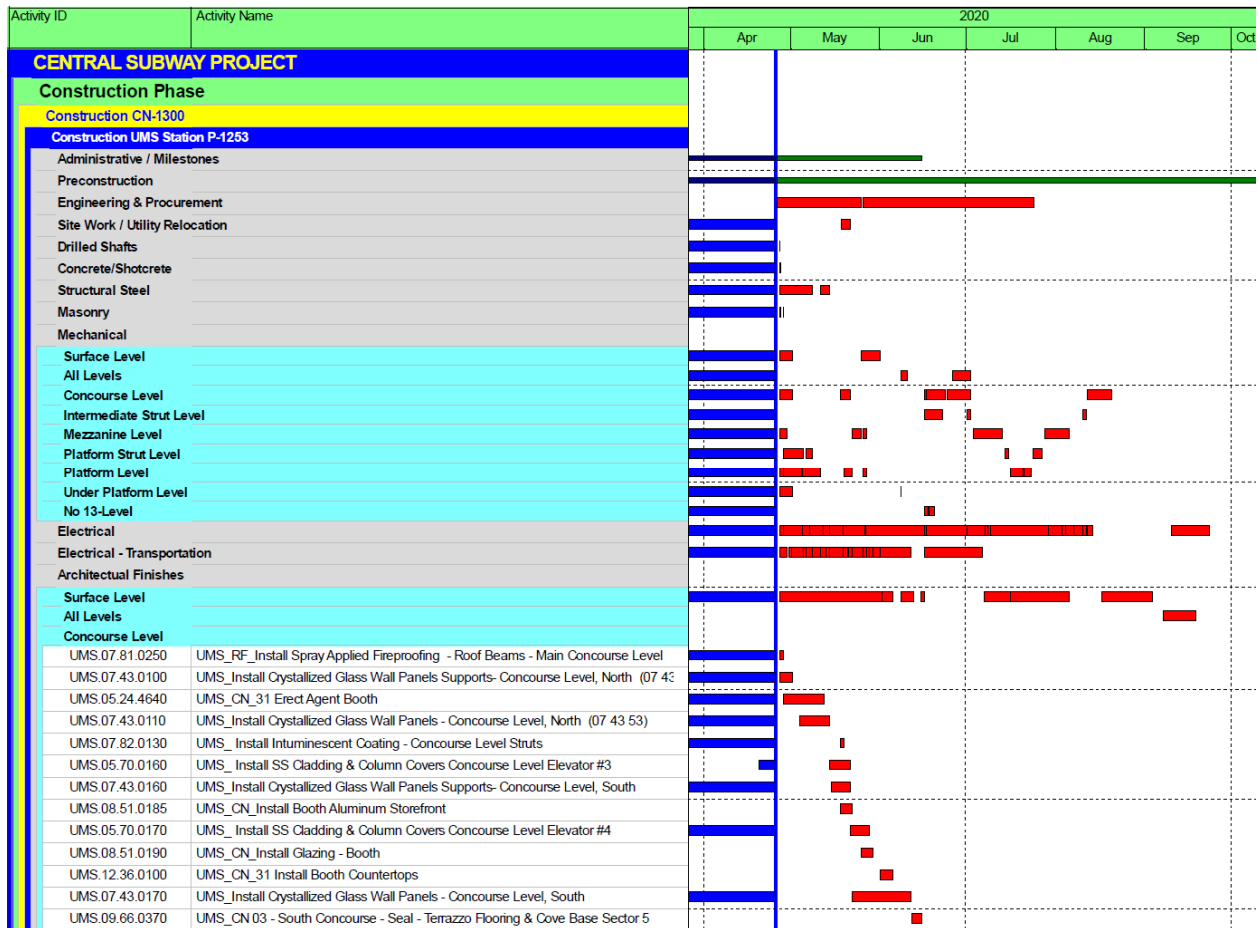 Activity ID Activity Name 2020
Apr May Jun Jul Aug Sep Oct
CENTRAL SUBWAY PROJECT
Construction Phase
Construction CN-1300
Construction UMS Station P-1253
Administrative / Milestones
Preconstruction
Engineering & Procurement
Site Work / Utility Relocation
Drilled Shafts
Concrete/Shotcrete
Structural Steel
Masonry
Mechanical
Surface Level
All Levels
Concourse Level
Intermediate Strut Level
Mezzanine Level
Platform Strut Level
Platform Level
Under Platform Level
No 13-Level
Electrical
Electrical - Transportation
Architectual Finishes
Surface Level
All Levels
Concourse Level
UMS.07.81.0250 UMS_RF_Install Spray Applied Fireproofing - Roof Beams - Main Concourse Level
UMS.07.43.0100 UMS_Install Crystallized Glass Wall Panels Supports- Concourse Level, North (07 43
UMS.05.24.4640 UMS_CN_31 Erect Agent Booth
UMS.07.43.0110 UMS_Install Crystallized Glass Wall Panels - Concourse Level, North (07 43 53)
UMS.07.82.0130 UMS_ Install Intuminescent Coating - Concourse Level Struts
UMS.05.70.0160 UMS_ Install SS Cladding & Column Covers Concourse Level Elevator #3
UMS.07.43.0160 UMS_Install Crystallized Glass Wall Panels Supports- Concourse Level, South
UMS.08.51.0185 UMS_CN_Install Booth Aluminum Storefront
UMS.05.70.0170 UMS_ Install SS Cladding & Column Covers Concourse Level Elevator #4
UMS.08.51.0190 UMS_CN_Install Glazing - Booth
UMS.12.36.0100 UMS_CN_31 Install Booth Countertops
UMS.07.43.0170 UMS_Install Crystallized Glass Wall Panels - Concourse Level, South
UMS.09.66.0370 UMS_CN 03 - South Concourse - Seal - Terrazzo Flooring & Cove Base Sector 5